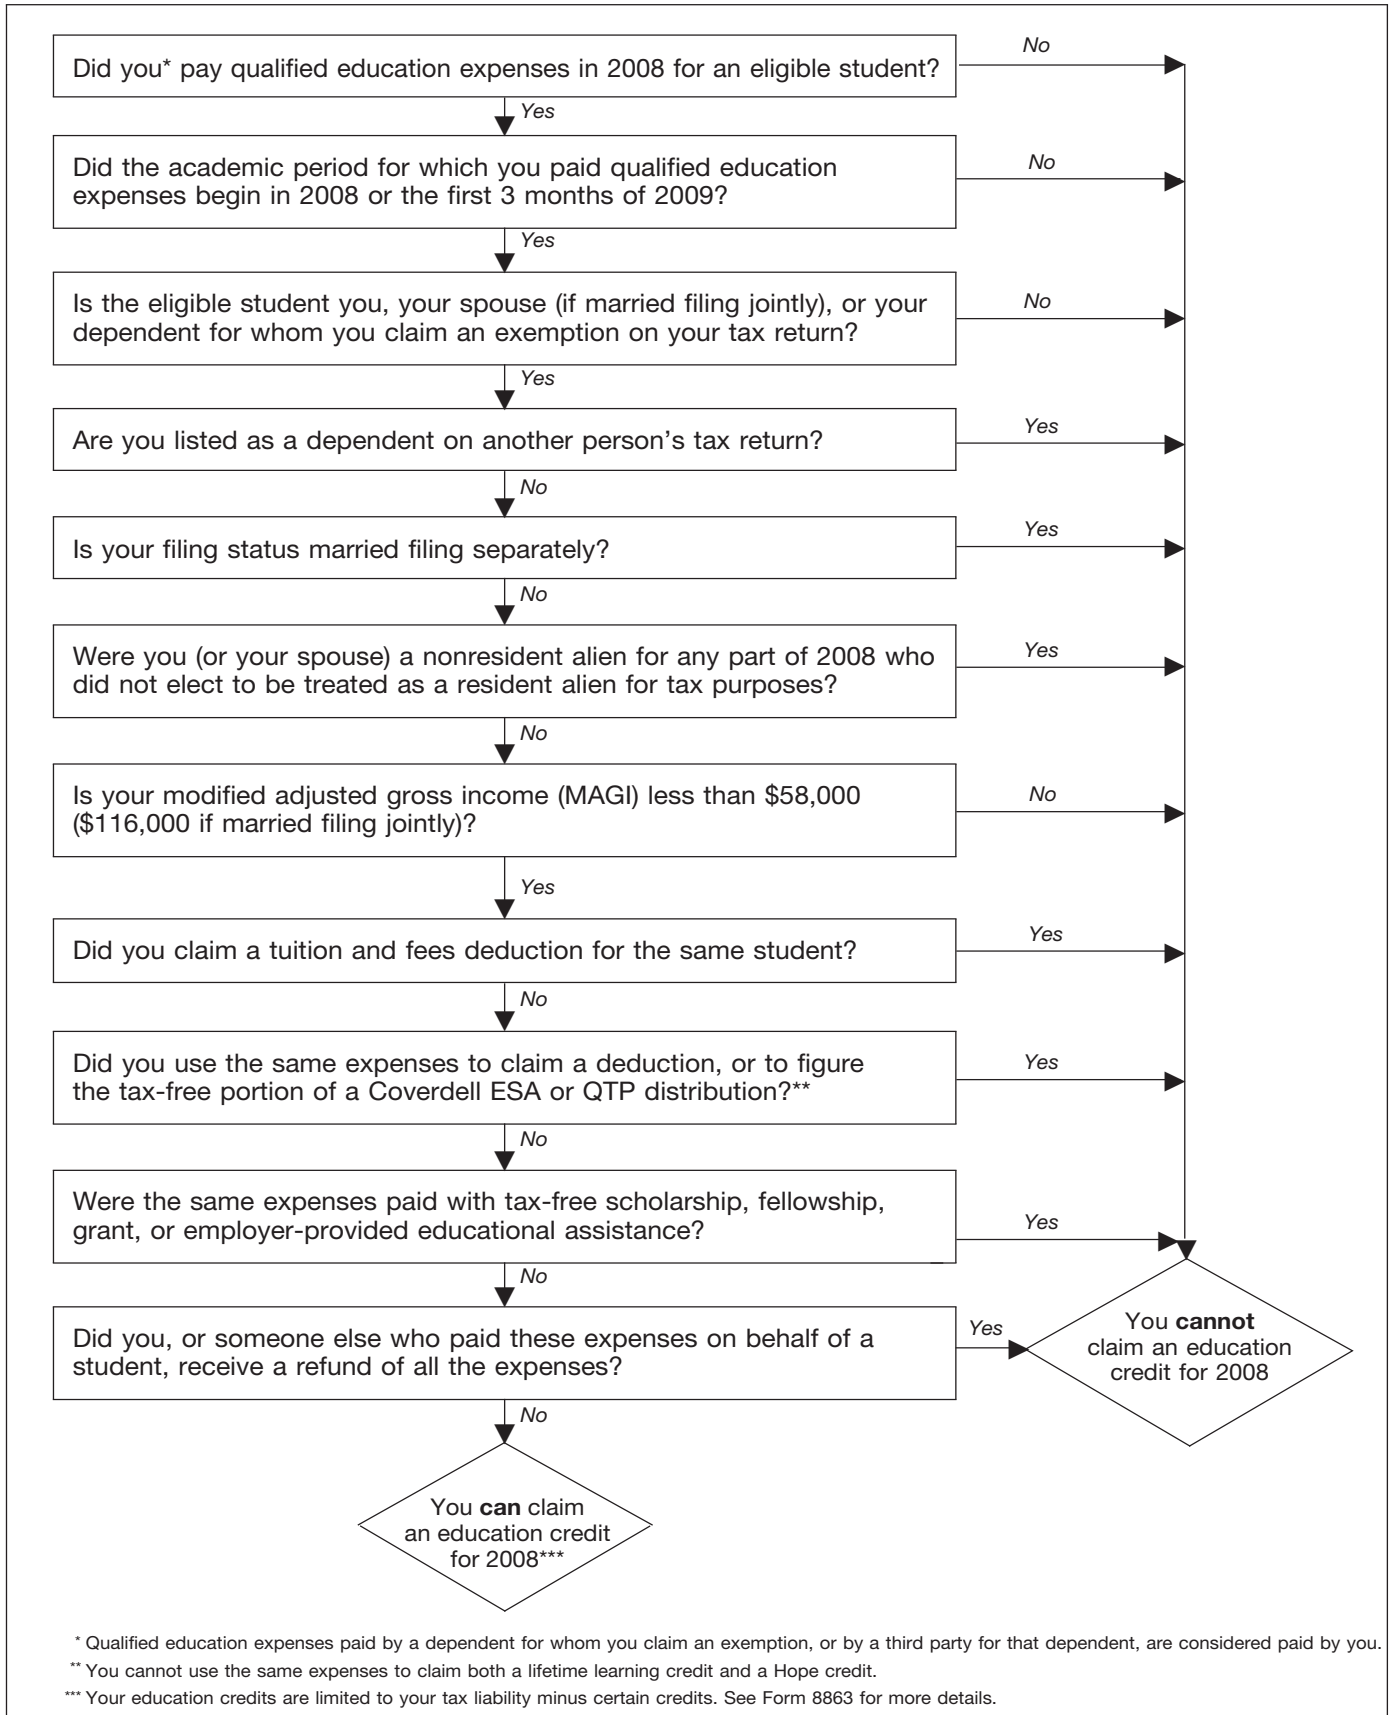 Did you* pay qualified education expenses in 2008 for an eligible student?
No
Yes
Did the academic period for which you paid qualified education
expenses begin in 2008 or the first 3 months of 2009?
No
Yes
Is the eligible student you, your spouse (if married filing jointly), or your
dependent for whom you claim an exemption on your tax return?
No
Yes
Are you listed as a dependent on another person's tax return?
Yes
No
Is your filing status married filing separately?
Yes
No
Were you (or your spouse) a nonresident alien for any part of 2008 who
did not elect to be treated as a resident alien for tax purposes?
Yes
No
Is your modified adjusted gross income (MAGI) less than $58,000
($116,000 if married filing jointly)?
No
Yes
Did you claim a tuition and fees deduction for the same student?
Yes
No
Did you use the same expenses to claim a deduction, or to figure
the tax-free portion of a Coverdell ESA or QTP distribution?**
Yes
No
Were the same expenses paid with tax-free scholarship, fellowship,
grant, or employer-provided educational assistance?
Yes
No
Did you, or someone else who paid these expenses on behalf of a
student, receive a refund of all the expenses?
Yes
You cannot
claim an education
credit for 2008
No
You can claim
an education credit
for 2008***
* Qualified education expenses paid by a dependent for whom you claim an exemption, or by a third party for that dependent, are considered paid by you.
** You cannot use the same expenses to claim both a lifetime learning credit and a Hope credit.
*** Your education credits are limited to your tax liability minus certain credits. See Form 8863 for more details.